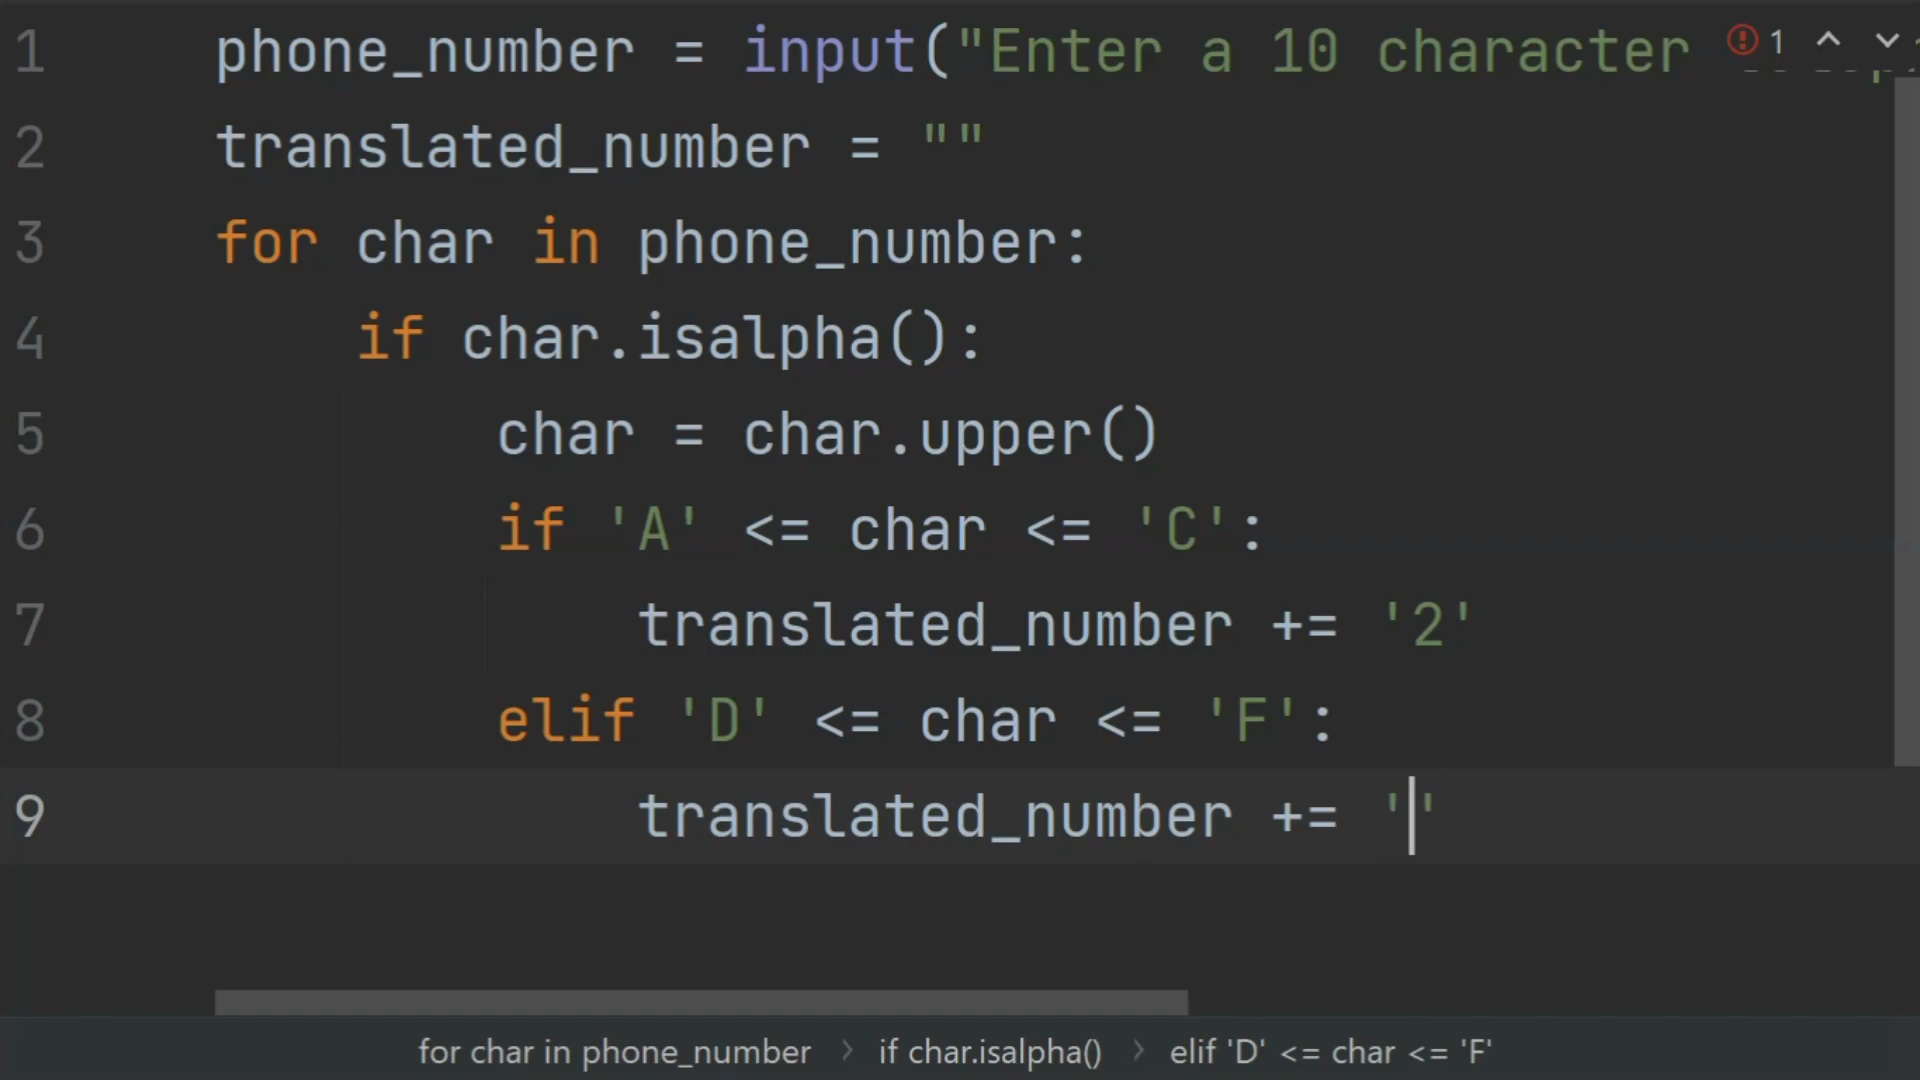 1 phone_number = input("Enter a 10 character
1
2 translated_number = ""
3 for char in phone_number:
4 if char.isalpha():
5 char = char.upper()
6 if 'A' <= char <= 'C':
7 translated_number += '2'
8 elif 'D' <= char <= 'F':
9 translated_number += ''
for char in phone_number > if char.isalpha() > elif 'D' <= char <= 'F'